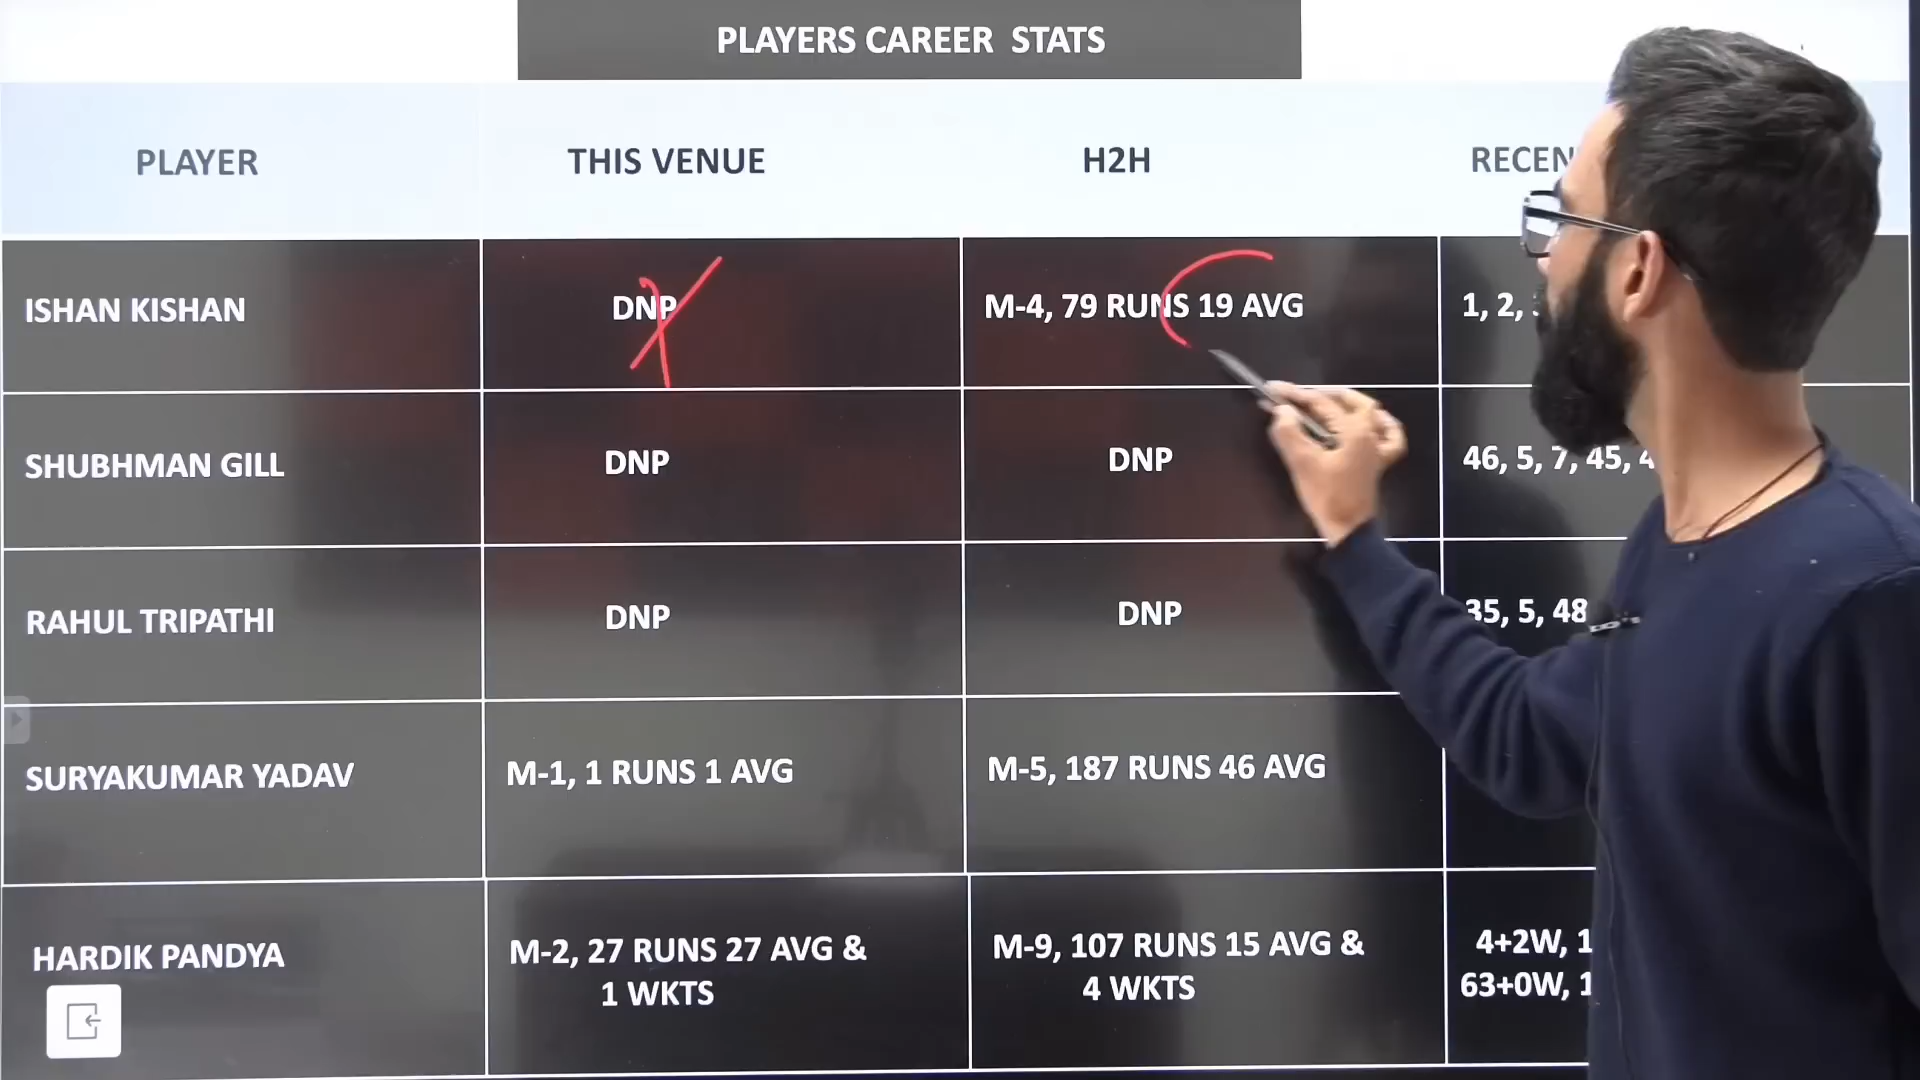 PLAYERS CAREER STATS
PLAYER THIS VENUE H2H RECEN
ISHAN KISHAN DNP M-4, 79 RUNS 19 AVG 1, 2,
SHUBHMAN GILL DNP DNP 46, 5, 7, 45, 4
RAHUL TRIPATHI DNP DNP 35, 5, 48
SURYAKUMAR YADAV M-1, 1 RUNS 1 AVG M-5, 187 RUNS 46 AVG
HARDIK PANDYA M-2, 27 RUNS 27 AVG & 1 WKTS M-9, 107 RUNS 15 AVG & 4 WKTS 4+2W, 1
63+0W, 1